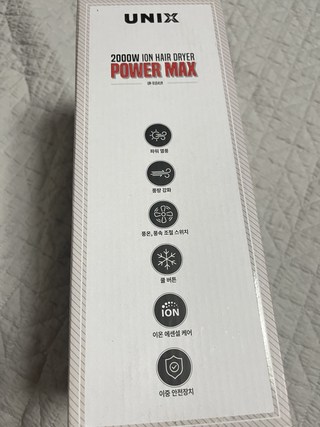 UNIX
2000W ION HAIR DRYER
POWER MAX
파워 열풍
풍량 강화
풍온, 풍속 조절 스위치
쿨 버튼
ION
이온 에센셜 케어
이중 안전장치